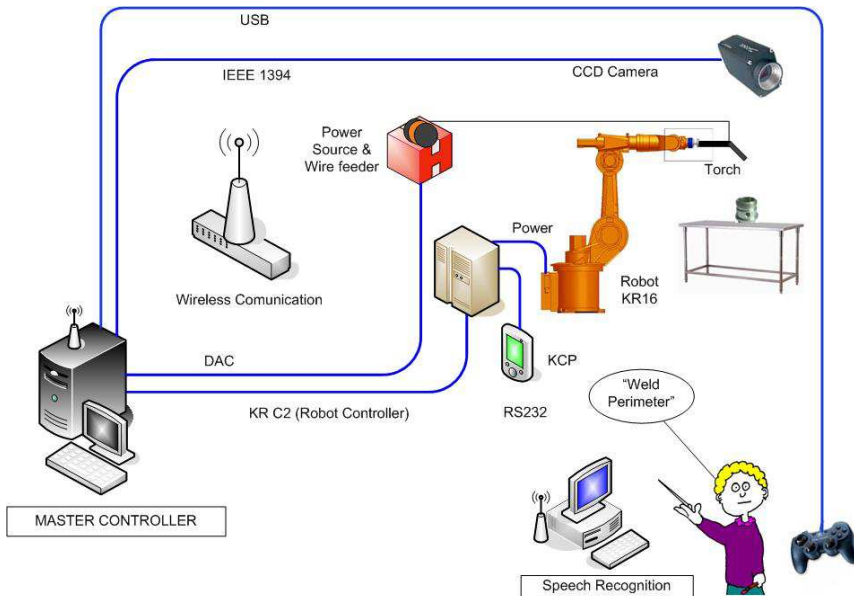 USB
IEEE 1394
CCD Camera
Power
Source &
Wire feeder
Torch
Power
Wireless Comunication
Robot
KR16
DAC
KCP
KR C2 (Robot Controller)
RS232
“Weld
Perimeter”
MASTER CONTROLLER
Speech Recognition